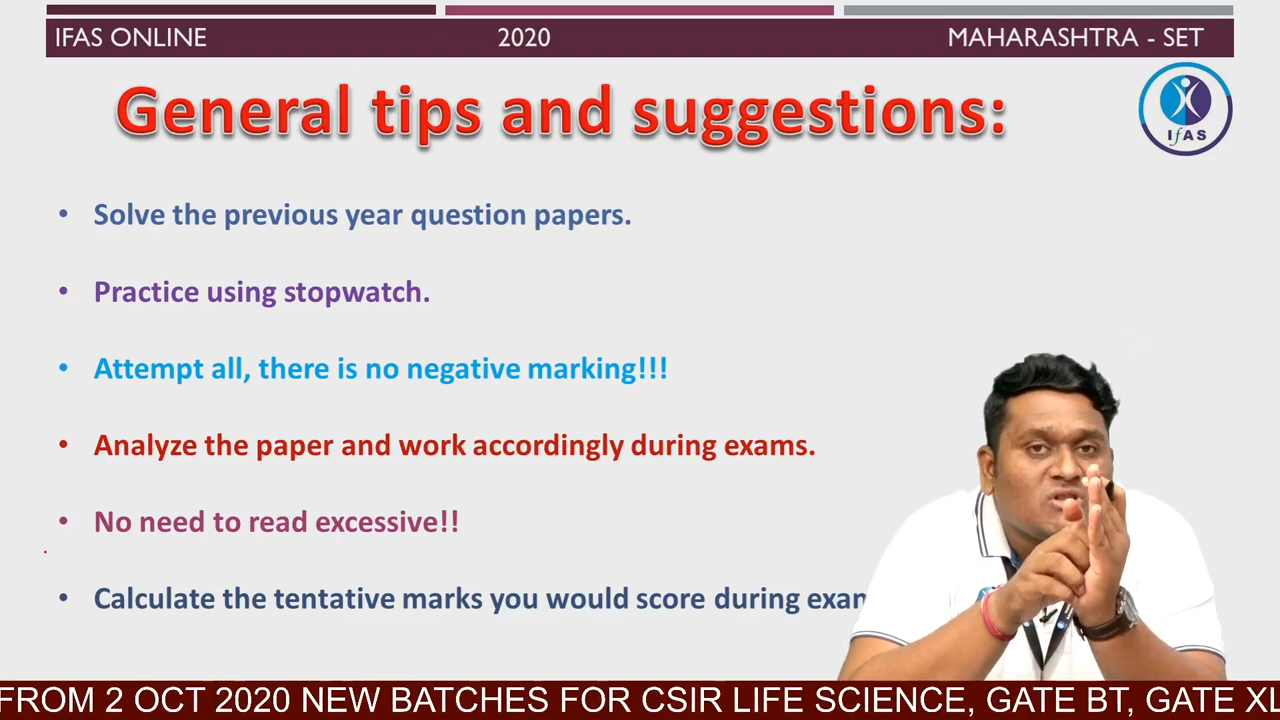 IFAS ONLINE 2020 MAHARASHTRA - SET
General tips and suggestions:
IfAS
• Solve the previous year question papers.
• Practice using stopwatch.
• Attempt all, there is no negative marking!!!
• Analyze the paper and work accordingly during exams.
• No need to read excessive!!
• Calculate the tentative marks you would score during
FROM 2 OCT 2020 NEW BATCHES FOR CSIR LIFE SCIENCE, GATE BT, GATE XL